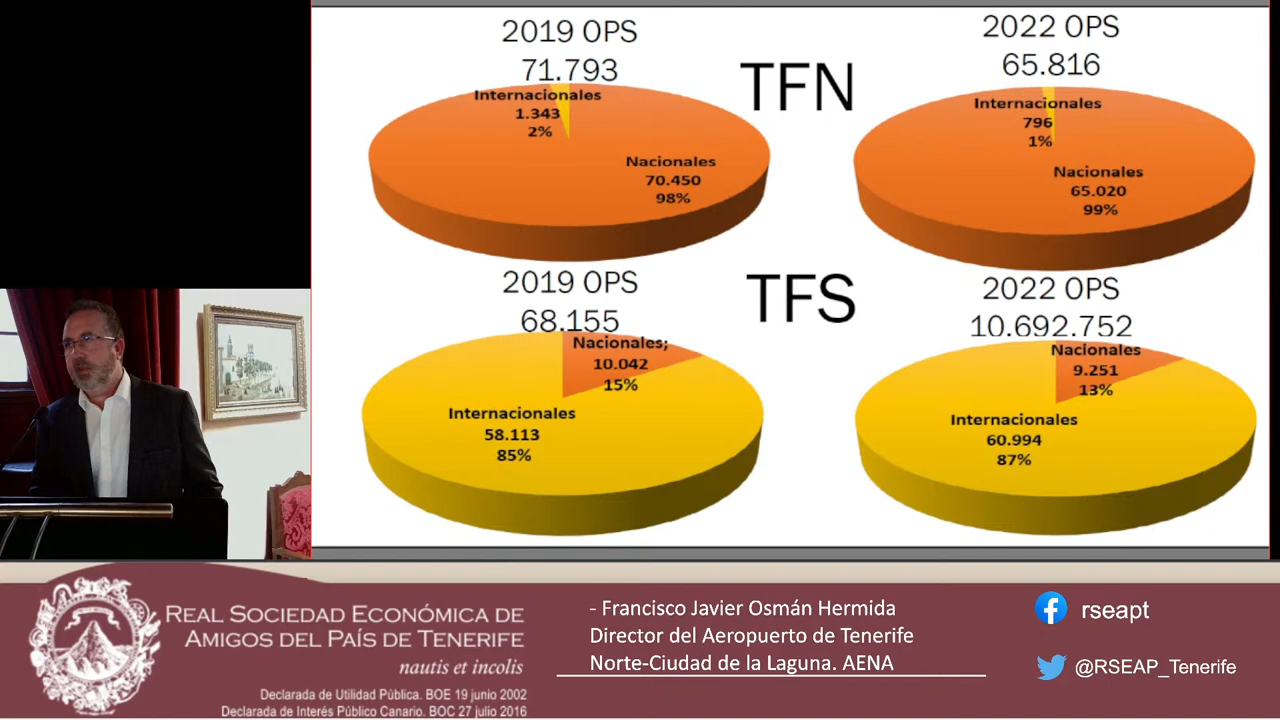 2019 OPS
71.793
Internacionales
1.343
2%
Nacionales
70.450
98%
TFN
2022 OPS
65.816
Internacionales
796
1%
Nacionales
65.020
99%
2019 OPS
68.155
Nacionales;
10.042
15%
Internacionales
58.113
85%
TFS
2022 OPS
10.692.752
Nacionales
9.251
13%
Internacionales
60.994
87%
REAL SOCIEDAD ECONÓMICA DE
AMIGOS DEL PAÍS DE TENERIFE
nautis et incolis
Declarada de Utilidad Pública. BOE 19 junio 2002
Declarada de Interés Público Canario. BOC 27 julio 2016
- Francisco Javier Osmán Hermida
Director del Aeropuerto de Tenerife
Norte-Ciudad de la Laguna. AENA
rseapt
@RSEAP_Tenerife